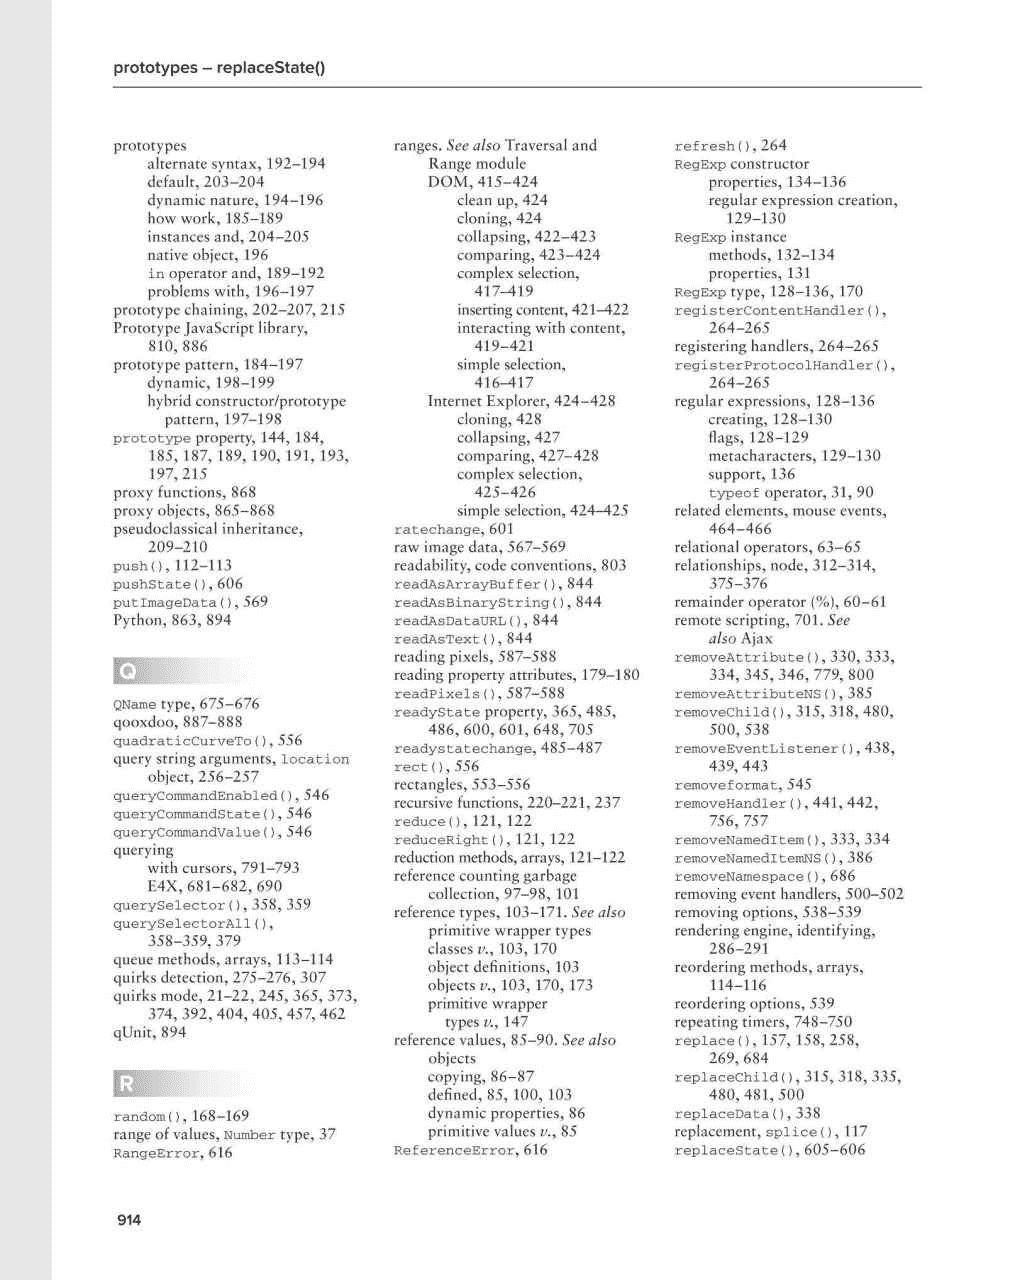 prototypes – replaceState()
prototypes
alternate syntax, 192–194
default, 203–204
dynamic nature, 194–196
how work, 185–189
instances and, 204–205
native object, 196
in operator and, 189–192
problems with, 196–197
prototype chaining, 202–207, 215
Prototype JavaScript library,
810, 886
prototype pattern, 184–197
dynamic, 198–199
hybrid constructor/prototype
pattern, 197–198
prototype property, 144, 184,
185, 187, 189, 190, 191, 193,
197, 215
proxy functions, 868
proxy objects, 865–868
pseudoclassical inheritance,
209–210
push(), 112–113
pushState(), 606
putImageData(), 569
Python, 863, 894
Q
QName type, 675–676
qooxdoo, 887–888
quadraticCurveTo(), 556
query string arguments, location
object, 256–257
queryCommandEnabled(), 546
queryCommandState(), 546
queryCommandValue(), 546
querying
with cursors, 791–793
E4X, 681–682, 690
querySelector(), 358, 359
querySelectorAll(),
358–359, 379
queue methods, arrays, 113–114
quirks detection, 275–276, 307
quirks mode, 21–22, 245, 365, 373,
374, 392, 404, 405, 457, 462
qUnit, 894
R
random(), 168–169
range of values, Number type, 37
RangeError, 616
ranges. See also Traversal and
Range module
DOM, 415–424
clean up, 424
cloning, 424
collapsing, 422–423
comparing, 423–424
complex selection,
417–419
inserting content, 421–422
interacting with content,
419–421
simple selection,
416–417
Internet Explorer, 424–428
cloning, 428
collapsing, 427
comparing, 427–428
complex selection,
425–426
simple selection, 424–425
ratechange, 601
raw image data, 567–569
readability, code conventions, 803
readAsArrayBuffer(), 844
readAsBinaryString(), 844
readAsDataURL(), 844
readAsText(), 844
reading pixels, 587–588
reading property attributes, 179–180
readPixels(), 587–588
readyState property, 365, 485,
486, 600, 601, 648, 705
readystatechange, 485–487
rect(), 556
rectangles, 553–556
recursive functions, 220–221, 237
reduce(), 121, 122
reduceRight(), 121, 122
reduction methods, arrays, 121–122
reference counting garbage
collection, 97–98, 101
reference types, 103–171. See also
primitive wrapper types
classes v., 103, 170
object definitions, 103
objects v., 103, 170, 173
primitive wrapper
types v., 147
reference values, 85–90. See also
objects
copying, 86–87
defined, 85, 100, 103
dynamic properties, 86
primitive values v., 85
ReferenceError, 616
refresh(), 264
RegExp constructor
properties, 134–136
regular expression creation,
129–130
RegExp instance
methods, 132–134
properties, 131
RegExp type, 128–136, 170
registerContentHandler(),
264–265
registering handlers, 264–265
registerProtocolHandler(),
264–265
regular expressions, 128–136
creating, 128–130
flags, 128–129
metacharacters, 129–130
support, 136
typeof operator, 31, 90
related elements, mouse events,
464–466
relational operators, 63–65
relationships, node, 312–314,
375–376
remainder operator (%), 60–61
remote scripting, 701. See
also Ajax
removeAttribute(), 330, 333,
334, 345, 346, 779, 800
removeAttributeNS(), 385
removeChild(), 315, 318, 480,
500, 538
removeEventListener(), 438,
439, 443
removeformat, 545
removeHandler(), 441, 442,
756, 757
removeNamedItem(), 333, 334
removeNamedItemNS(), 386
removeNamespace(), 686
removing event handlers, 500–502
removing options, 538–539
rendering engine, identifying,
286–291
reordering methods, arrays,
114–116
reordering options, 539
repeating timers, 748–750
replace(), 157, 158, 258,
269, 684
replaceChild(), 315, 318, 335,
480, 481, 500
replaceData(), 338
replacement, splice(), 117
replaceState(), 605–606
914